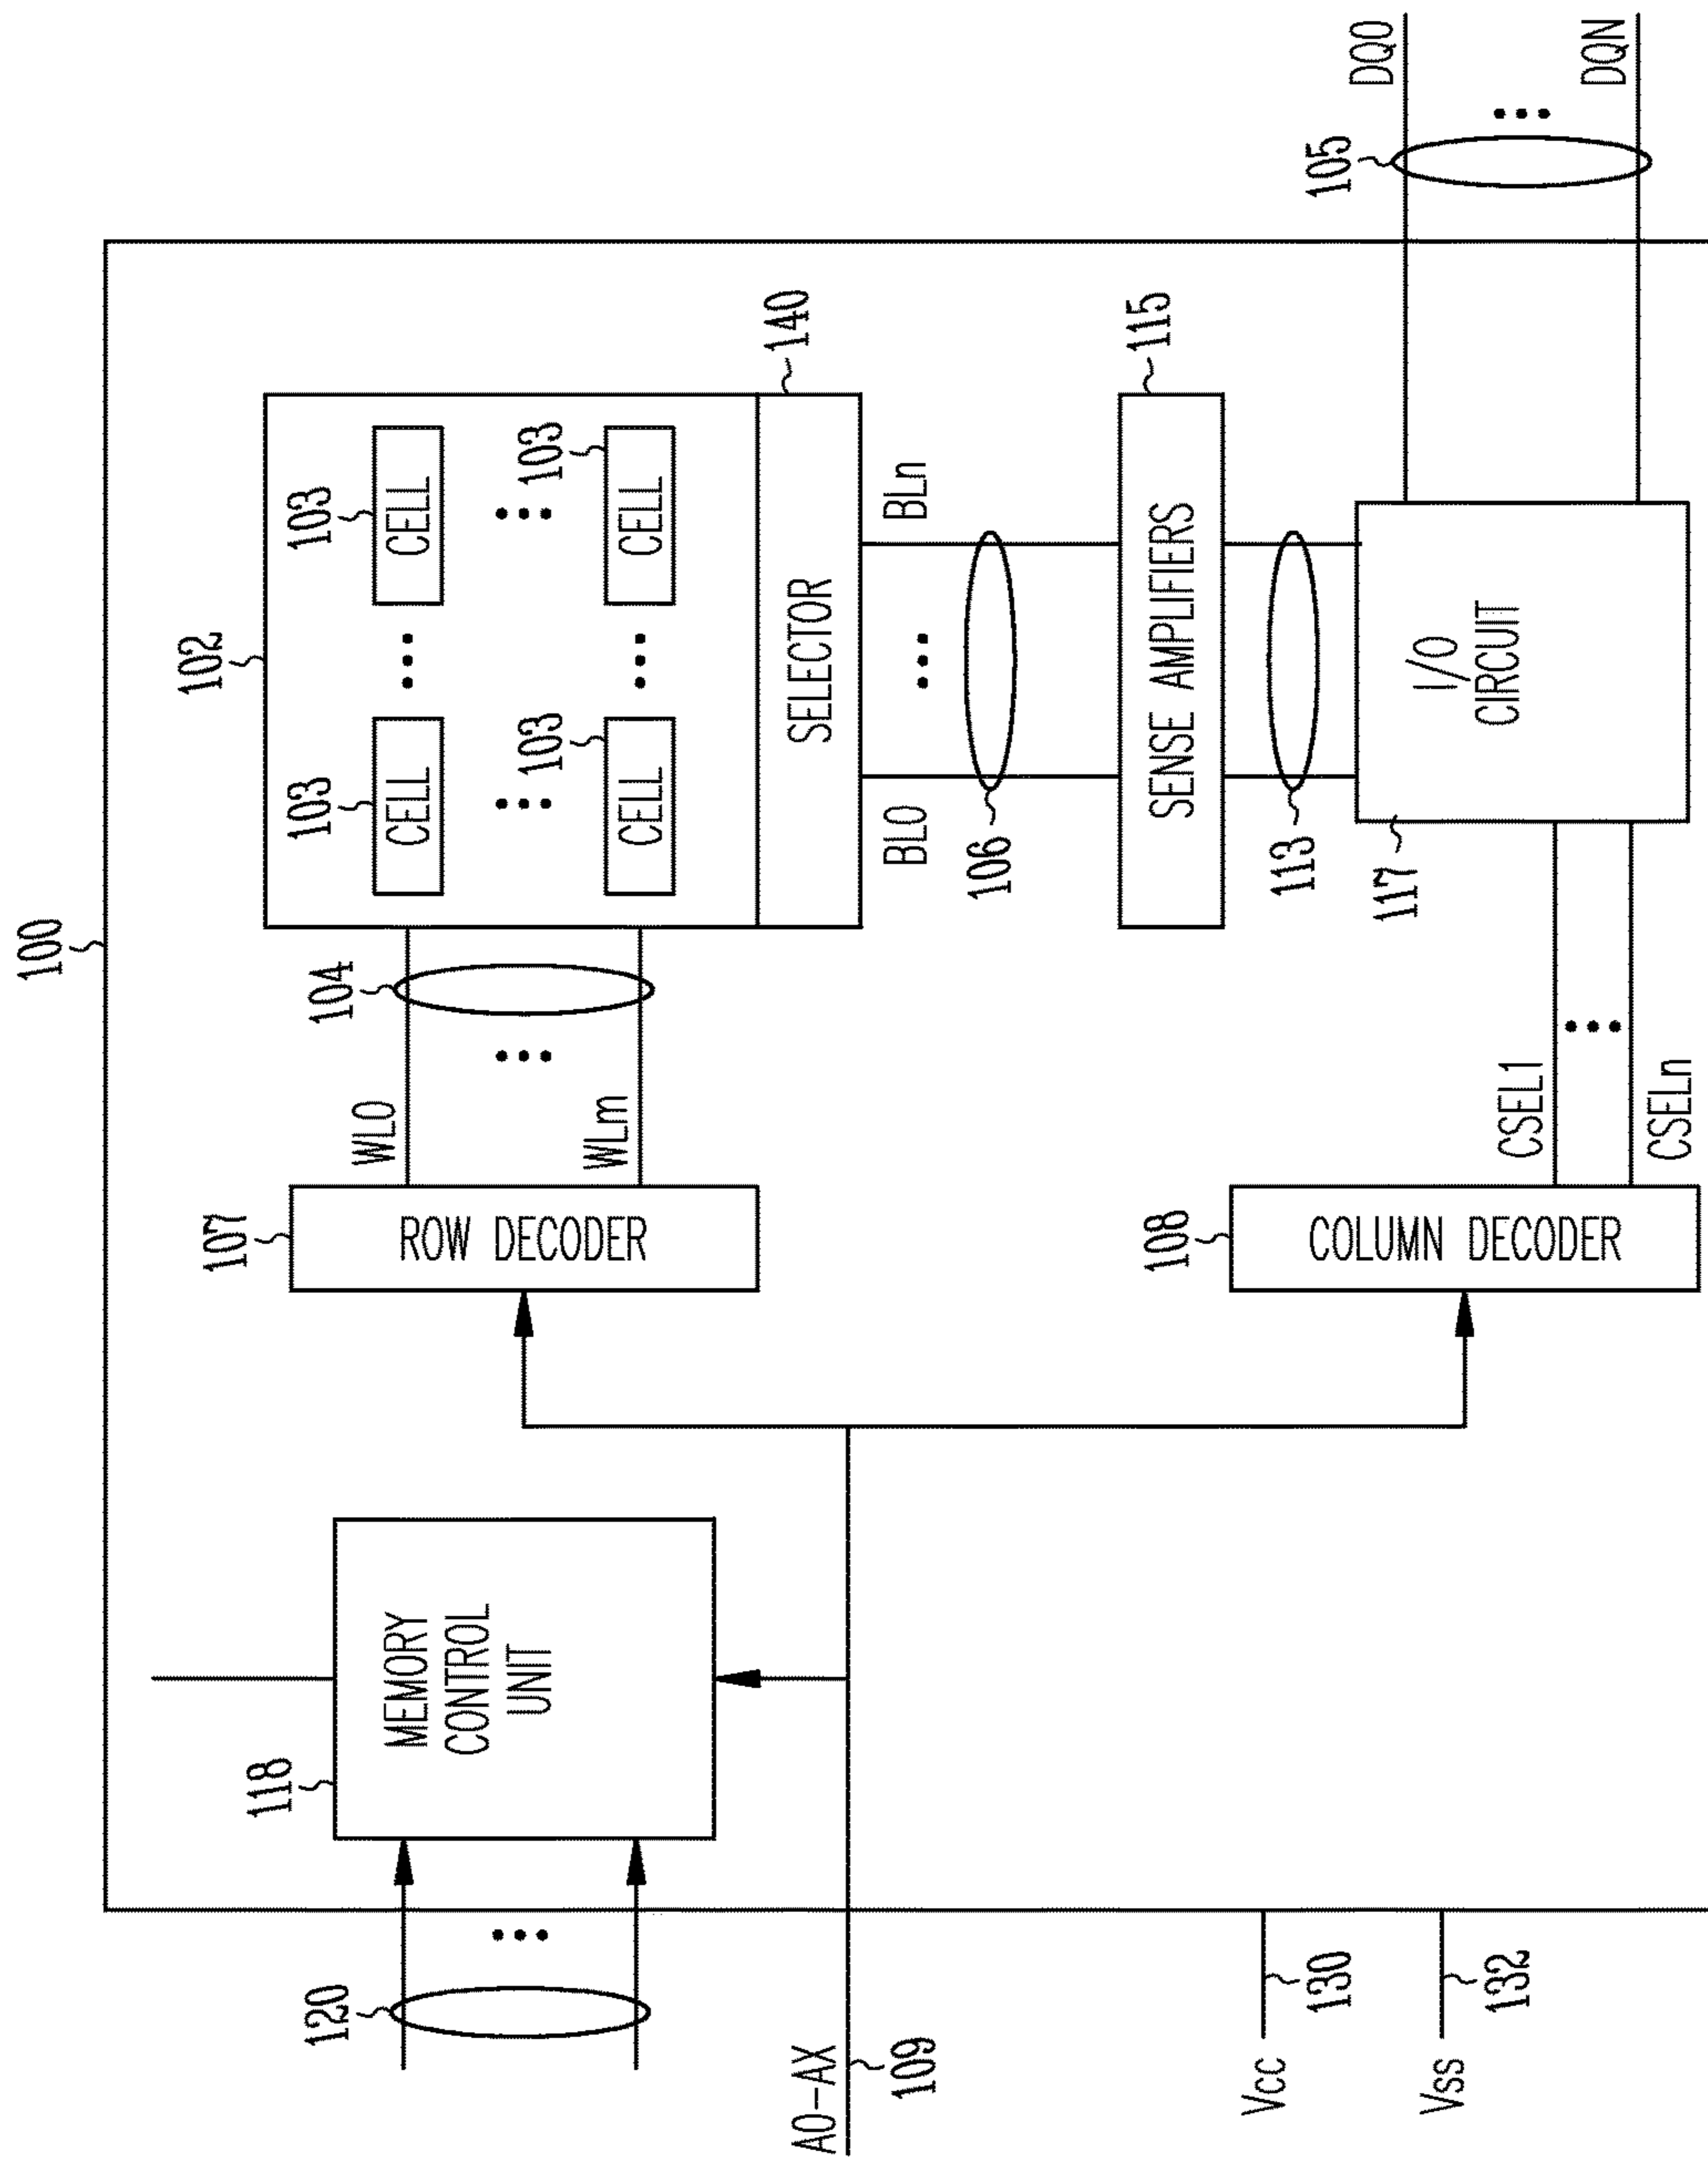 100
102
103
CELL
103
CELL
103
CELL
103
CELL
140
SELECTOR
104
WL0
WLm
107
ROW DECODER
BL0
BLn
106
115
SENSE AMPLIFIERS
113
117
I/O
CIRCUIT
105
DQ0
DQN
CSEL1
CSELn
108
COLUMN DECODER
118
MEMORY
CONTROL
UNIT
120
A0-AX
109
Vcc
130
Vss
132